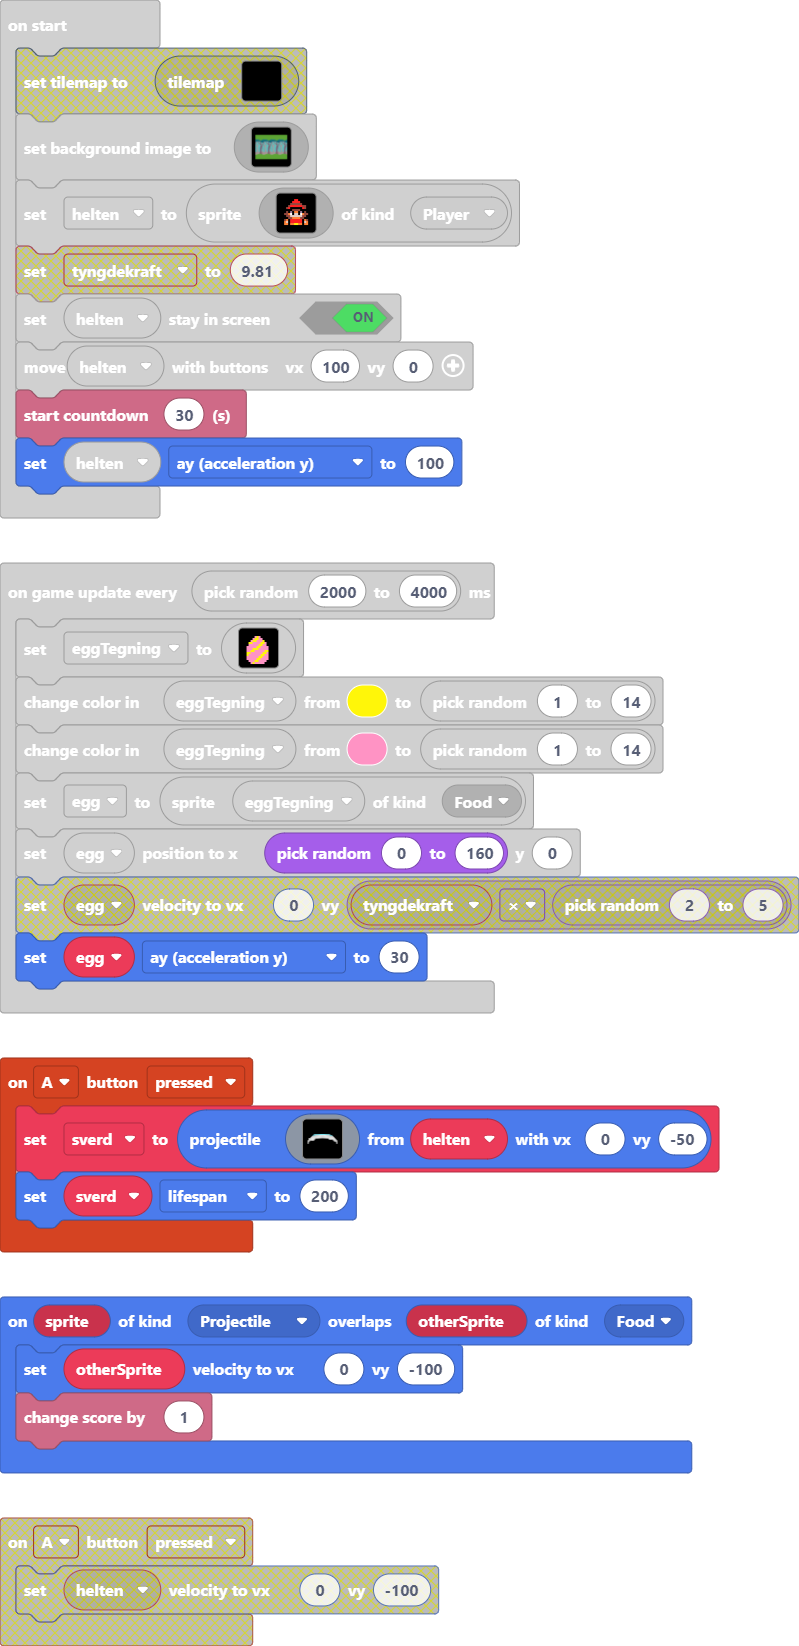 on start
set tilemap to tilemap
set background image to
set helten to sprite of kind Player
set tyngdekraft to 9.81
set helten stay in screen ON
move helten with buttons vx 100 vy 0
start countdown 30 (s)
set helten ay (acceleration y) to 100
on game update every pick random 2000 to 4000 ms
set eggTegning to
change color in eggTegning from to pick random 1 to 14
change color in eggTegning from to pick random 1 to 14
set egg to sprite eggTegning of kind Food
set egg position to x pick random 0 to 160 y 0
set egg velocity to vx 0 vy tyngdekraft × pick random 2 to 5
set egg ay (acceleration y) to 30
on A button pressed
set sverd to projectile from helten with vx 0 vy -50
set sverd lifespan to 200
on sprite of kind Projectile overlaps otherSprite of kind Food
set otherSprite velocity to vx 0 vy -100
change score by 1
on A button pressed
set helten velocity to vx 0 vy -100